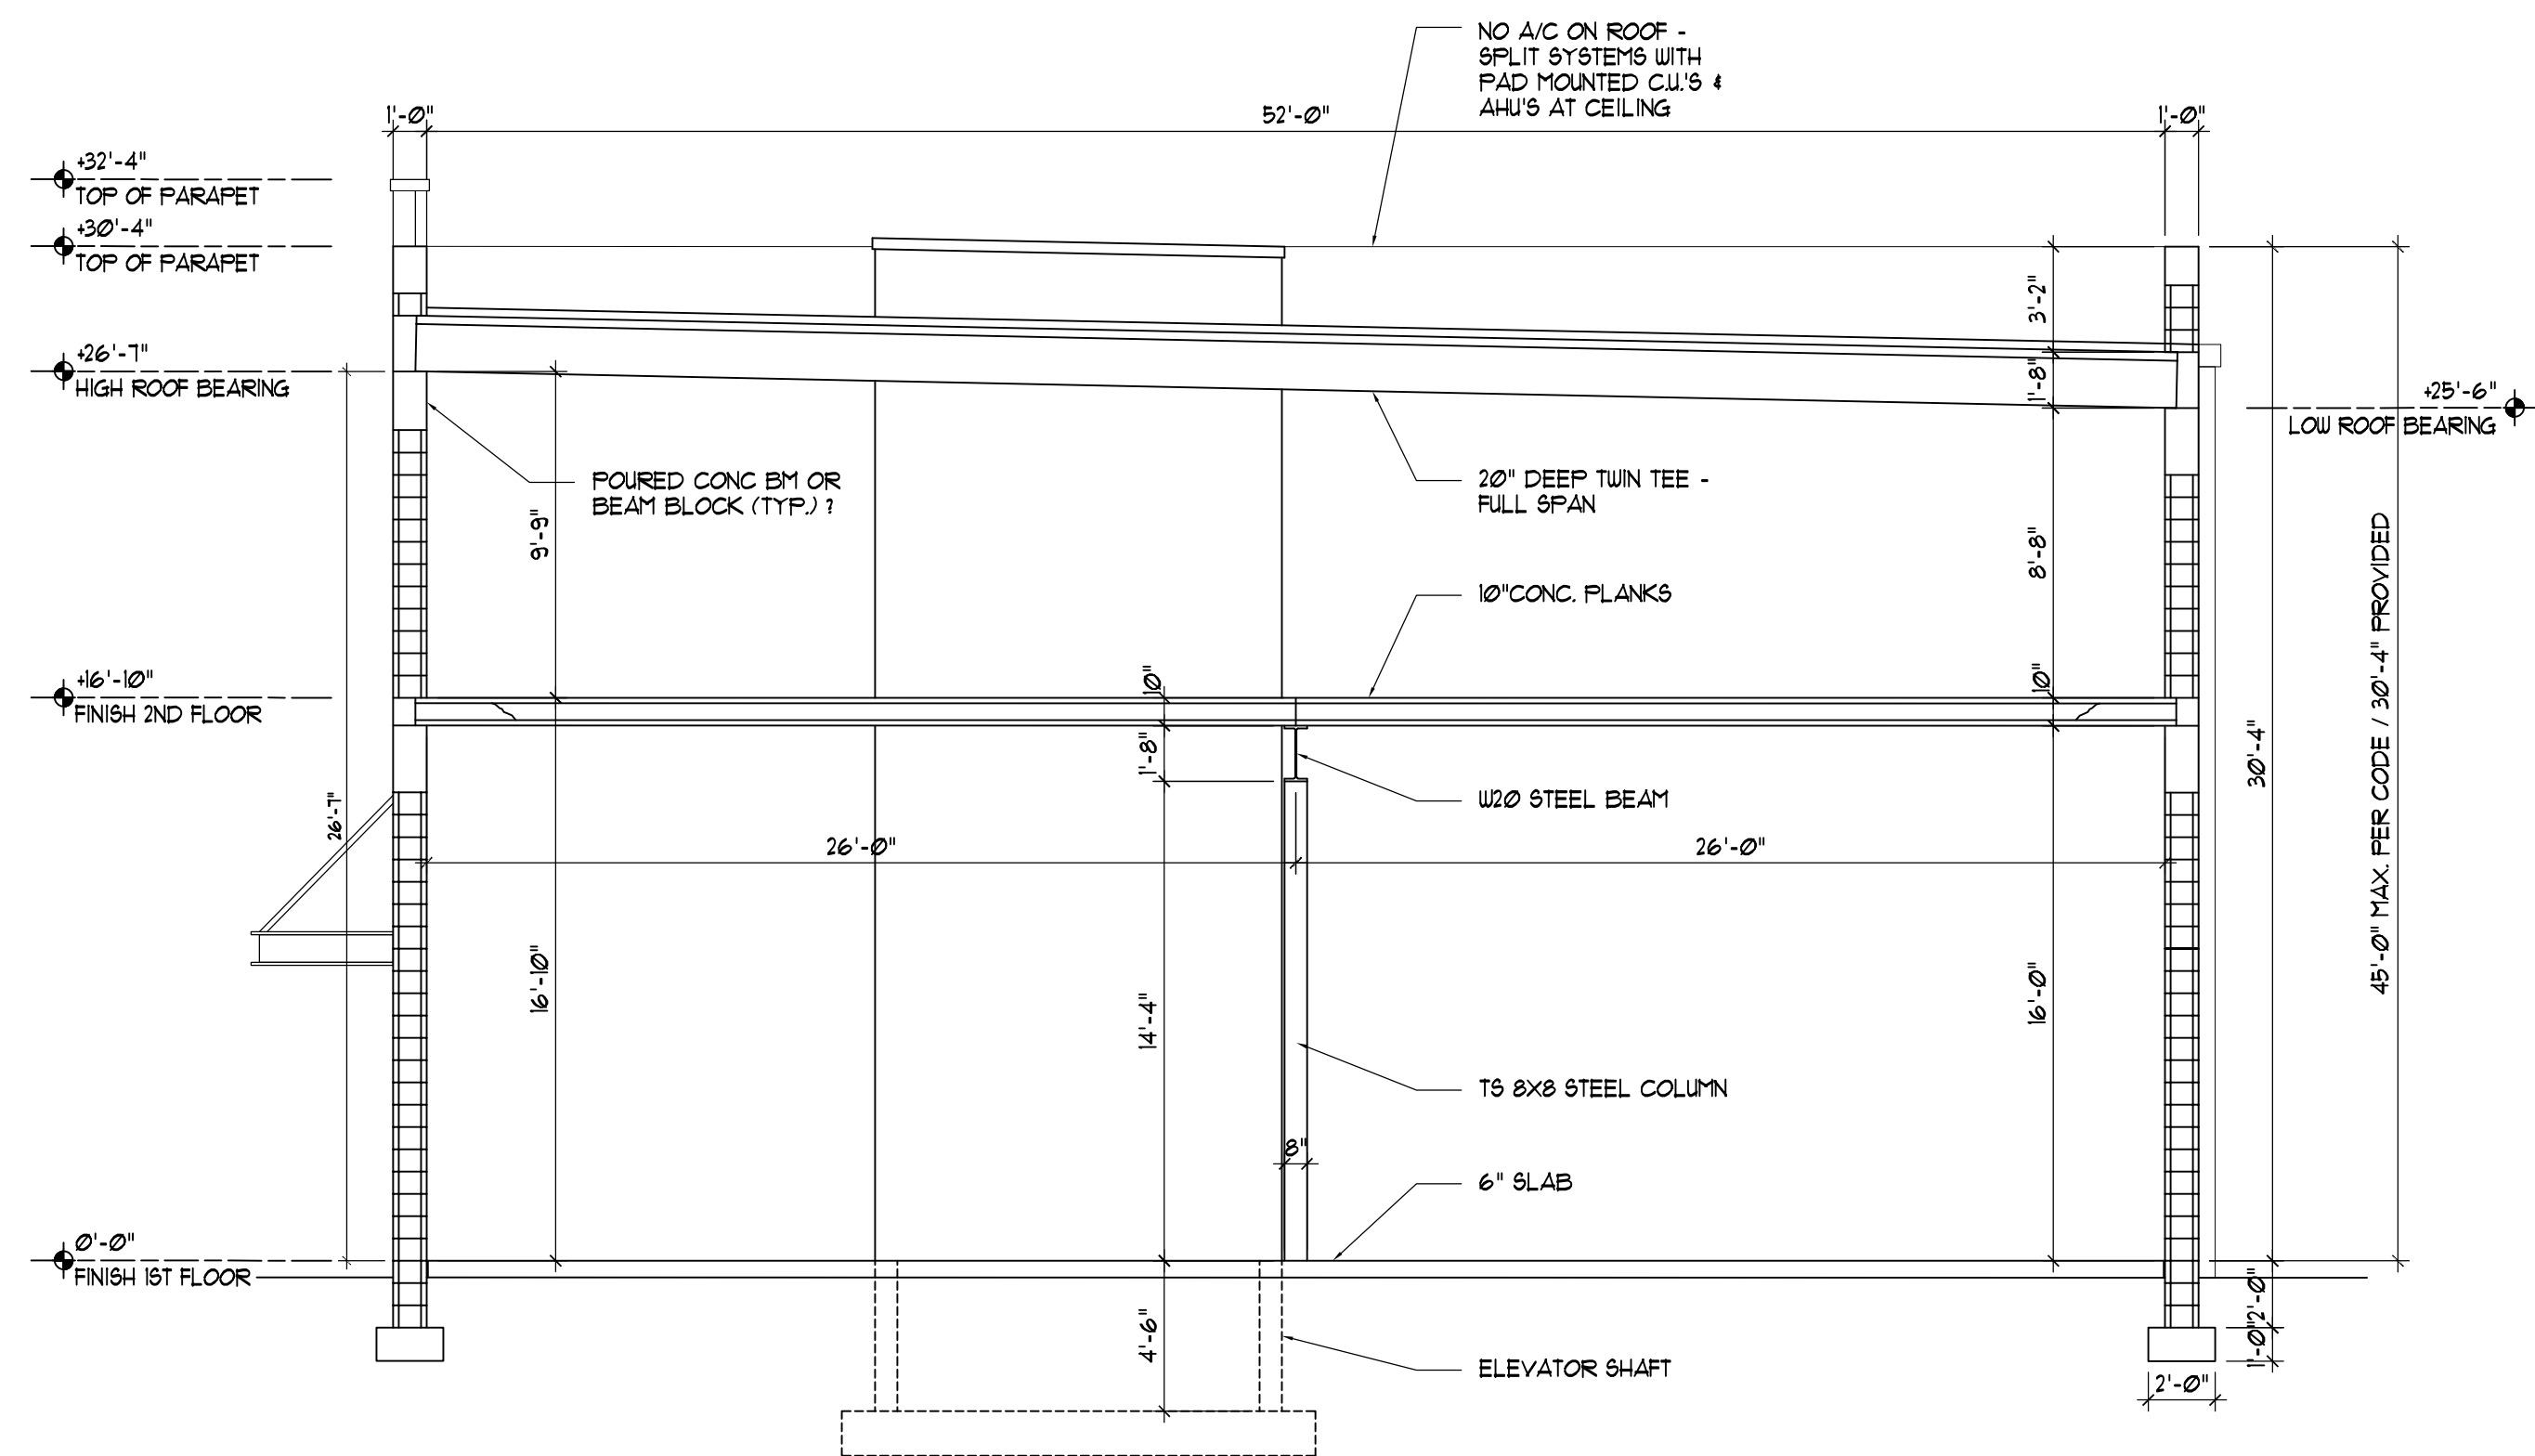 NO A/C ON ROOF -
SPLIT SYSTEMS WITH
PAD MOUNTED C.U.'S &
AHU'S AT CEILING
1'-0"
52'-0"
1'-0"
+32'-4"
TOP OF PARAPET
+30'-4"
TOP OF PARAPET
+26'-7"
HIGH ROOF BEARING
3'-2"
1'-8"
+25'-6"
LOW ROOF BEARING
POURED CONC BM OR
BEAM BLOCK (TYP.) ?
20" DEEP TWIN TEE -
FULL SPAN
9'-9"
8'-8"
10"CONC. PLANKS
45'-0" MAX. PER CODE / 30'-4" PROVIDED
+16'-10"
FINISH 2ND FLOOR
10"
10"
1'-8"
30'-4"
W20 STEEL BEAM
26'-7"
26'-0"
26'-0"
16'-10"
14'-4"
16'-0"
TS 8X8 STEEL COLUMN
8"
6" SLAB
0'-0"
FINISH 1ST FLOOR
4'-6"
2'-0"
1'-0"
ELEVATOR SHAFT
2'-0"